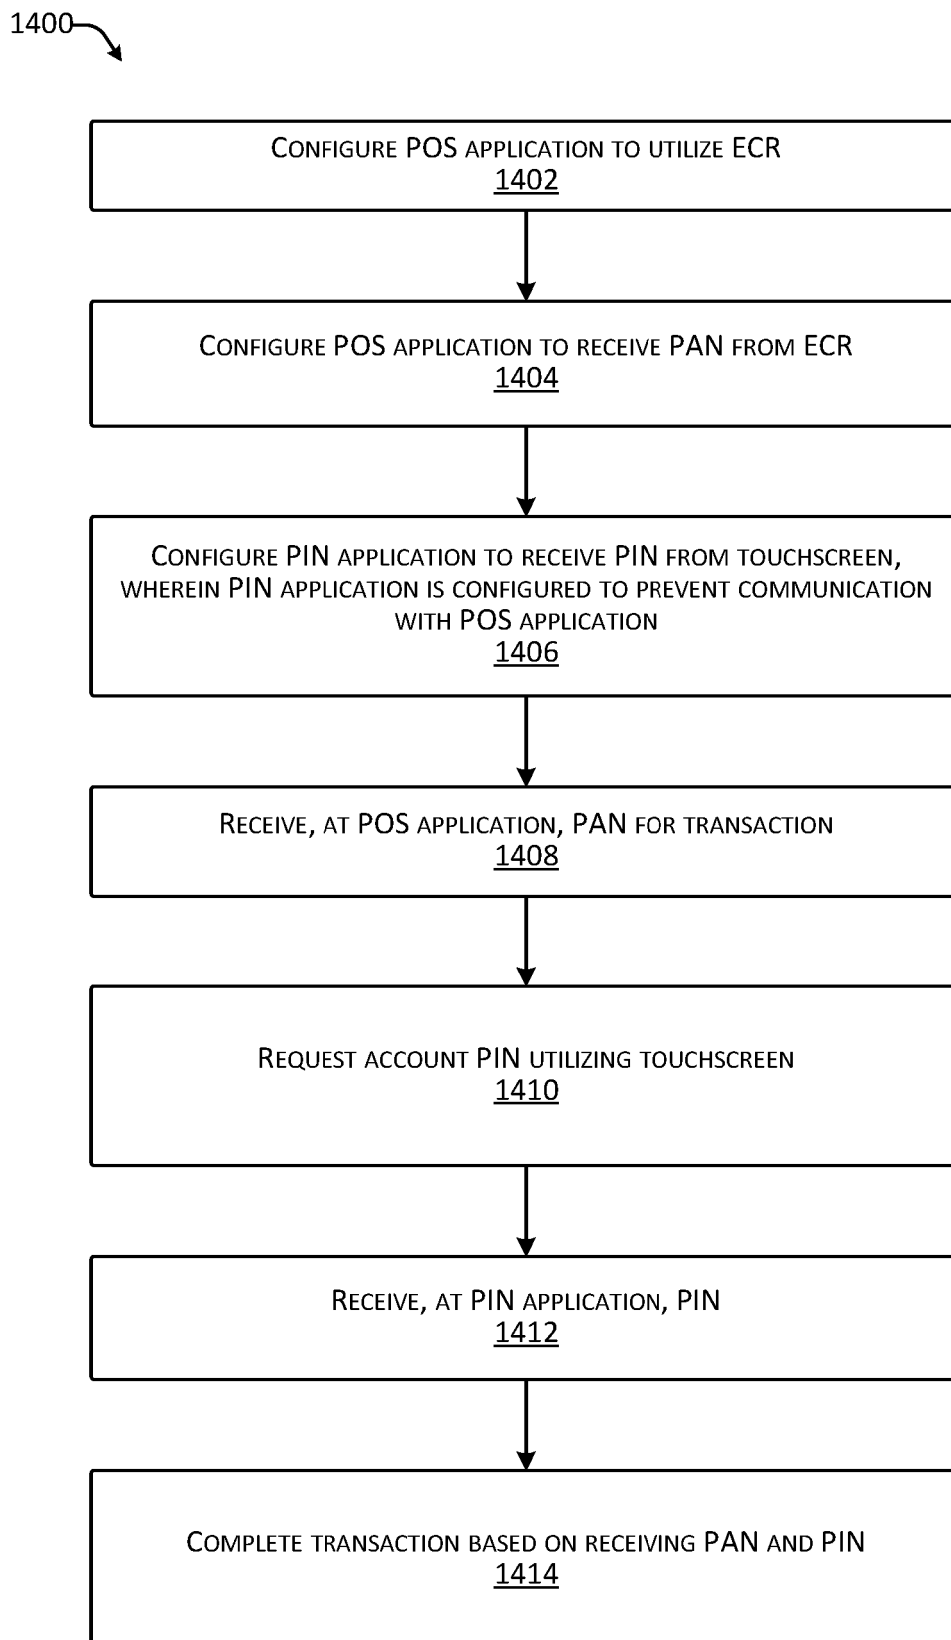 1400
CONFIGURE POS APPLICATION TO UTILIZE ECR
1402
CONFIGURE POS APPLICATION TO RECEIVE PAN FROM ECR
1404
CONFIGURE PIN APPLICATION TO RECEIVE PIN FROM TOUCHSCREEN,
WHEREIN PIN APPLICATION IS CONFIGURED TO PREVENT COMMUNICATION
WITH POS APPLICATION
1406
RECEIVE, AT POS APPLICATION, PAN FOR TRANSACTION
1408
REQUEST ACCOUNT PIN UTILIZING TOUCHSCREEN
1410
RECEIVE, AT PIN APPLICATION, PIN
1412
COMPLETE TRANSACTION BASED ON RECEIVING PAN AND PIN
1414